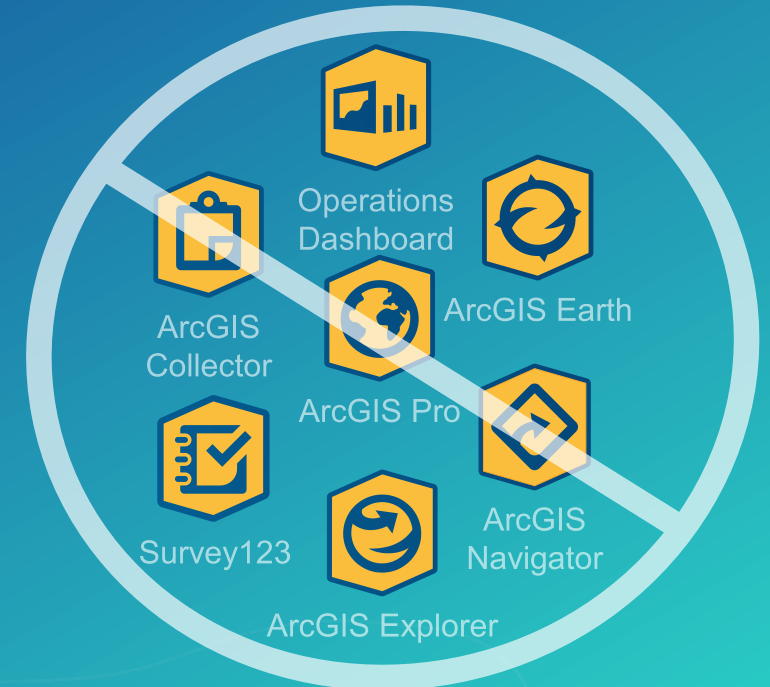 Operations
Dashboard
ArcGIS Earth
ArcGIS
Collector
ArcGIS Pro
ArcGIS
Navigator
Survey123
ArcGIS Explorer